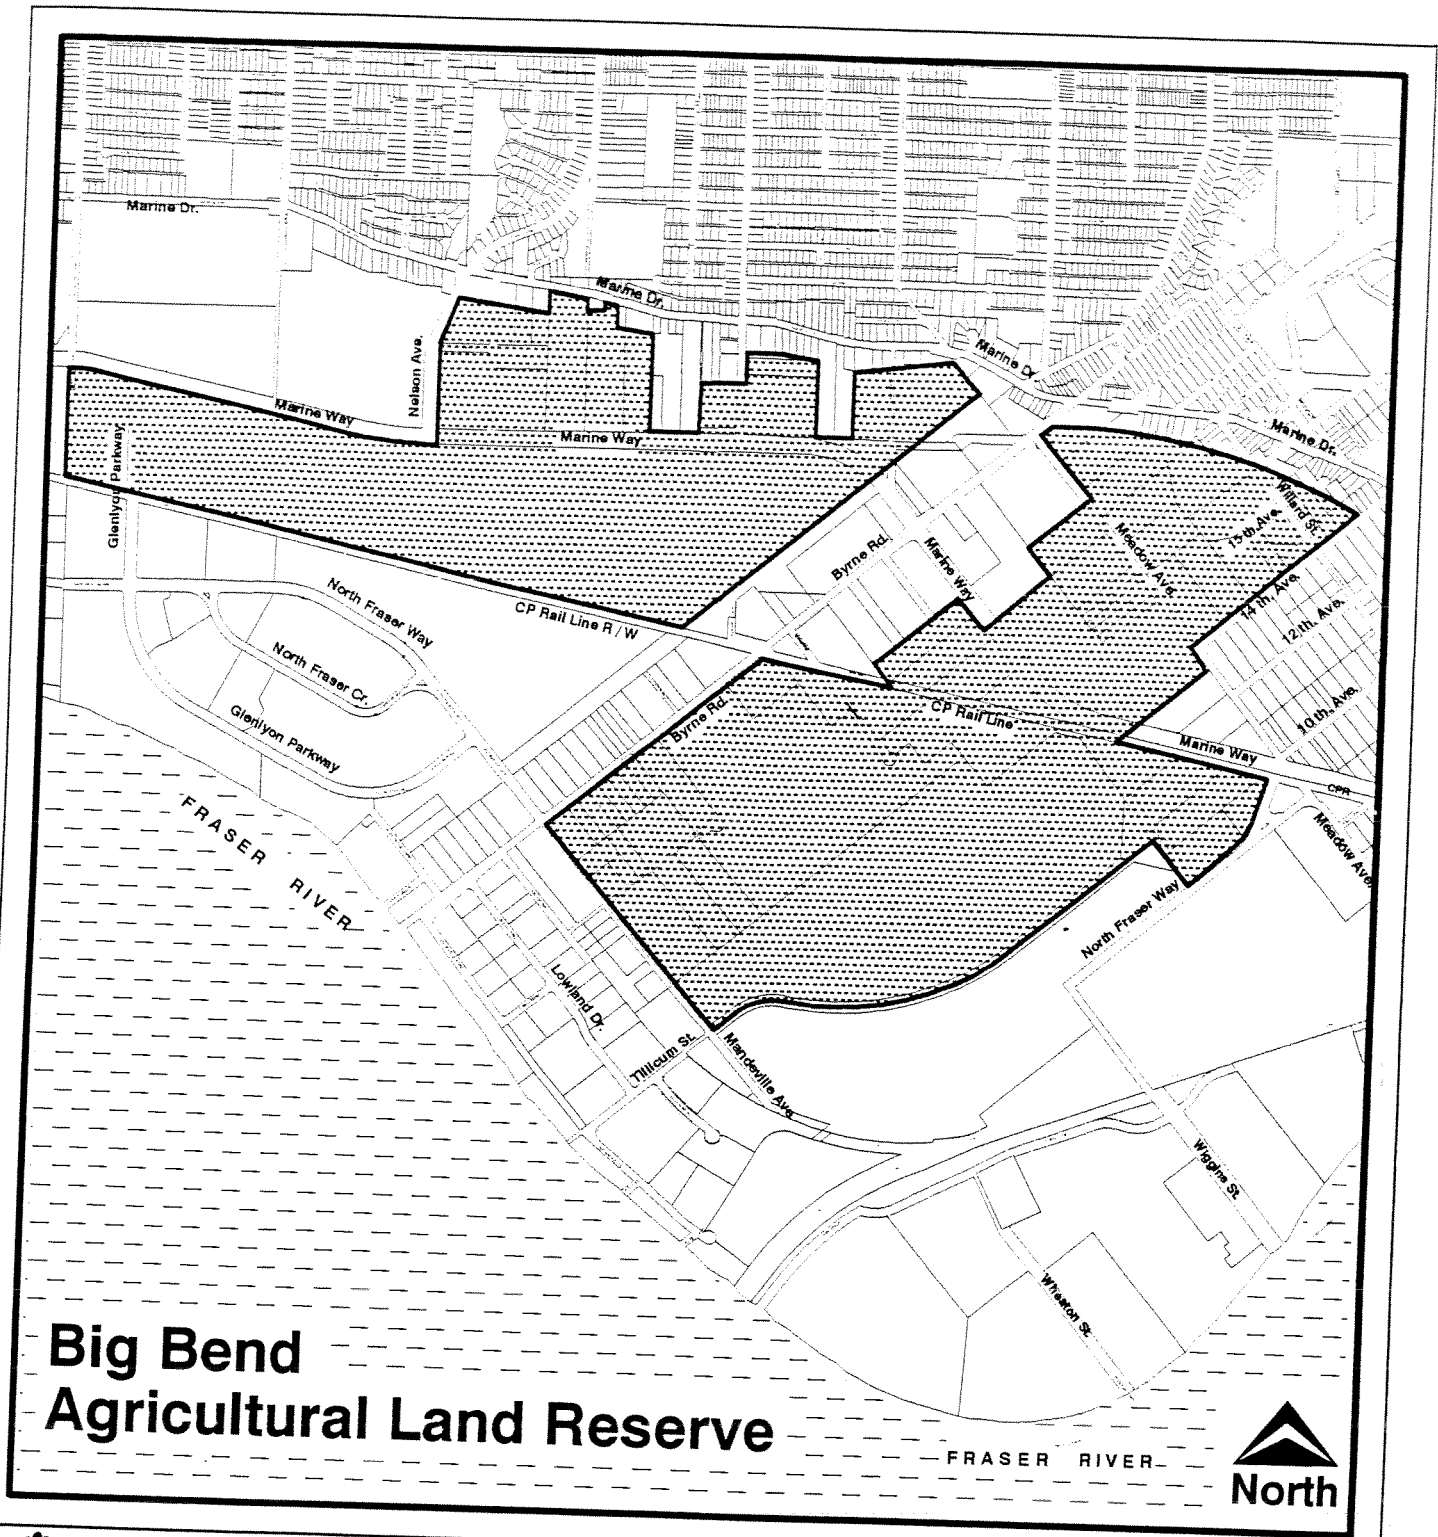 Marine Dr.
Marine Dr.
Marine Dr.
Nelson Ave.
Marine Way
Marine Way
Marine Dr.
Glenlyon Parkway
Willard St.
15th. Ave.
Meadow Ave.
Byrne Rd.
Marine Way
14th. Ave.
12th. Ave.
North Fraser Way
CP Rail Line R / W
North Fraser Cr.
10th. Ave.
Byrne Rd.
CP Rail Line
Glenlyon Parkway
Marine Way
CPR
FRASER RIVER
Meadow Ave.
North Fraser Way
Lowland Dr.
Tillicum St.
Mandeville Ave.
Wiggins St.
Wheaton St.
Big Bend
Agricultural Land Reserve
FRASER RIVER
North